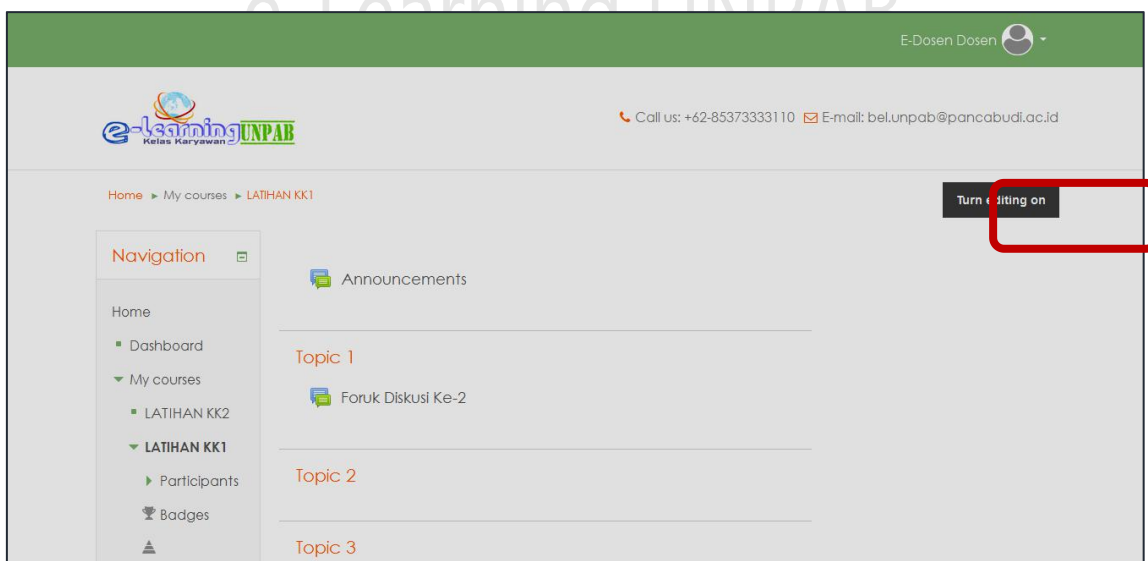 e-Learning UNPAB
E-Dosen Dosen
e-Learning UNPAB
Kelas Karyawan
Call us: +62-85373333110 E-mail: bel.unpab@pancabudi.ac.id
Home ► My courses ► LATIHAN KK1
Turn editing on
Navigation
Announcements
Home
Dashboard
Topic 1
My courses
Foruk Diskusi Ke-2
LATIHAN KK2
LATIHAN KK1
Participants
Topic 2
Badges
Topic 3